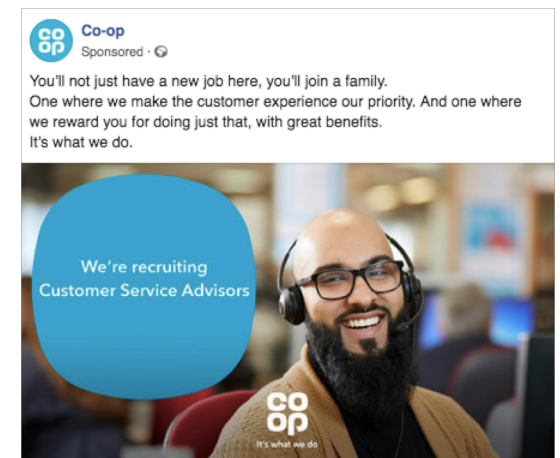 co
op
Co-op
Sponsored ·
You'll not just have a new job here, you'll join a family.
One where we make the customer experience our priority. And one where
we reward you for doing just that, with great benefits.
It's what we do.
We're recruiting
Customer Service Advisors
co
op
It's what we do